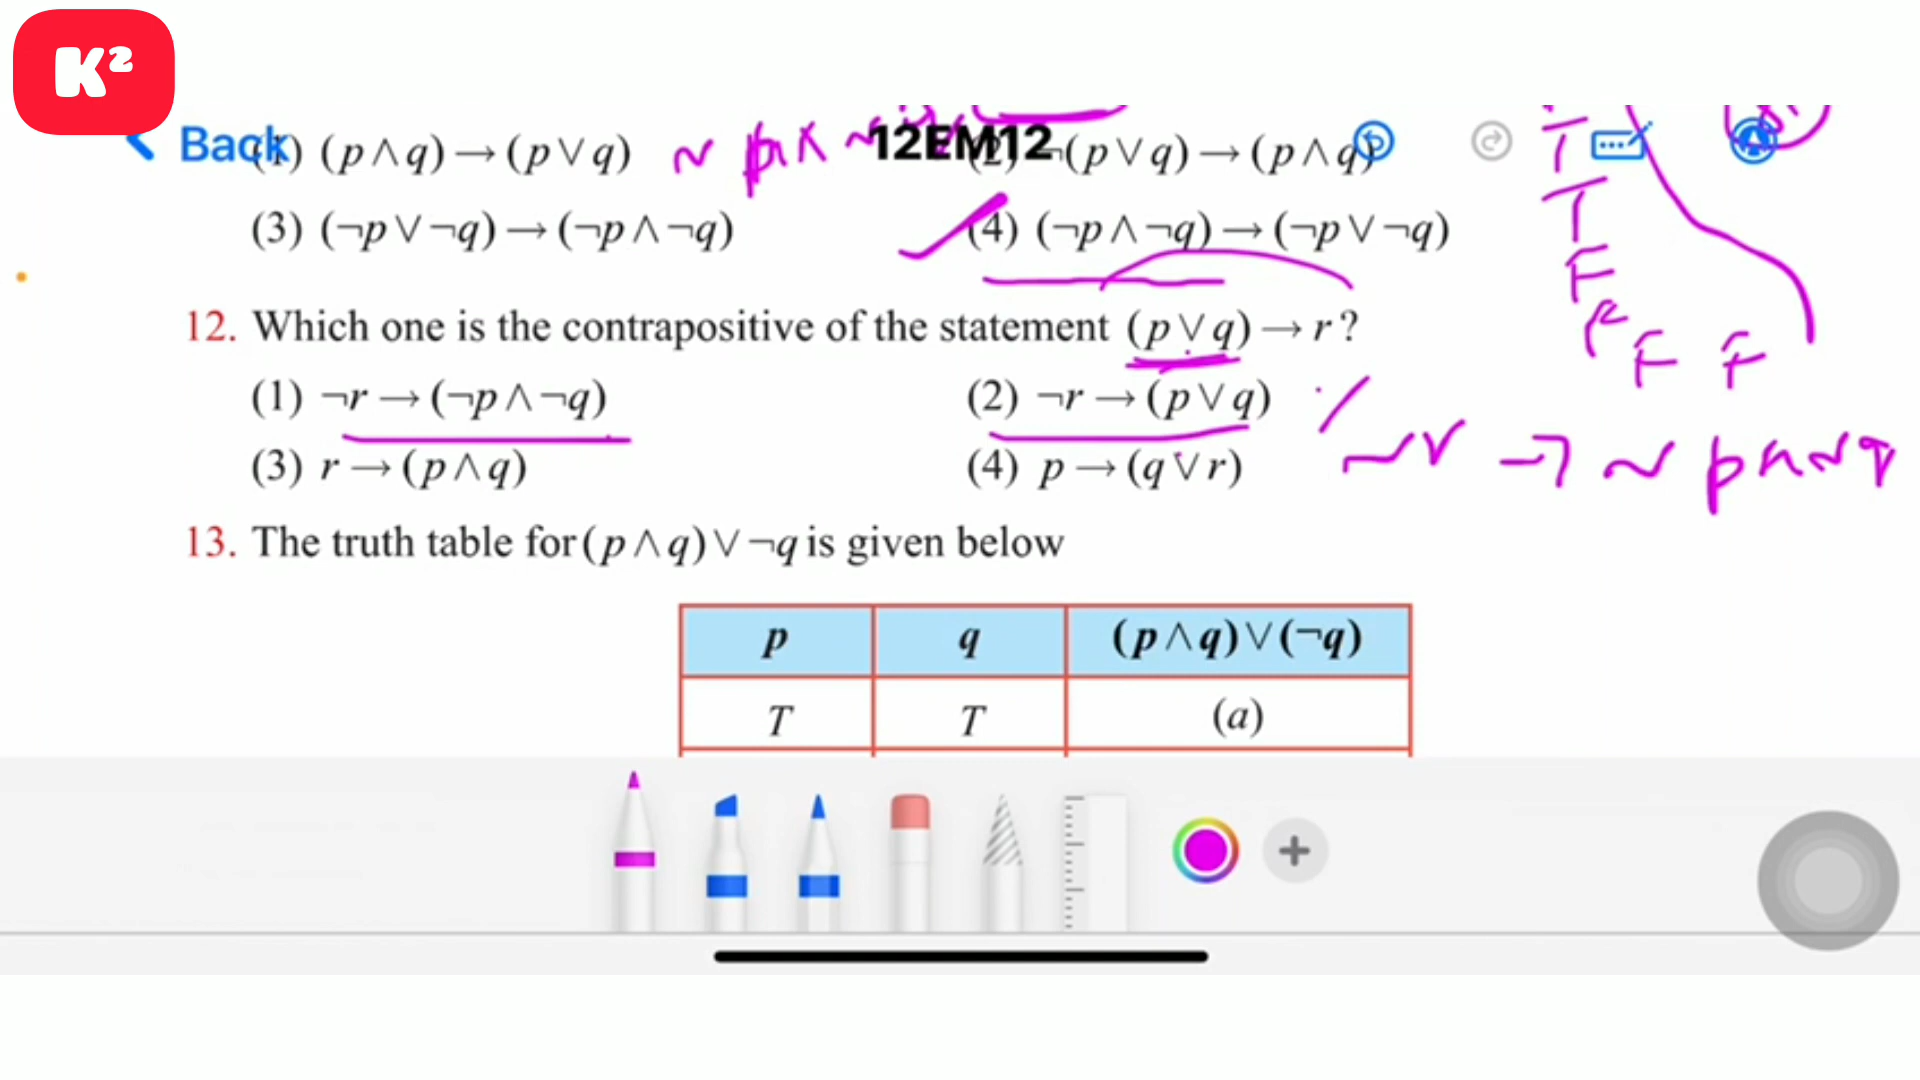 K²
Back
12EM12
(1) (p∧q)→(p∨q)
(2) ¬(p∨q)→(p∧q)
(3) (¬p∨¬q)→(¬p∧¬q)
(4) (¬p∧¬q)→(¬p∨¬q)
T
T
F
F
F F
12. Which one is the contrapositive of the statement (p∨q)→r?
(1) ¬r→(¬p∧¬q)
(2) ¬r→(p∨q)
~r → ~p∧~q
(3) r→(p∧q)
(4) p→(q∨r)
13. The truth table for (p∧q)∨¬q is given below
p q (p∧q)∨(¬q)
T T (a)